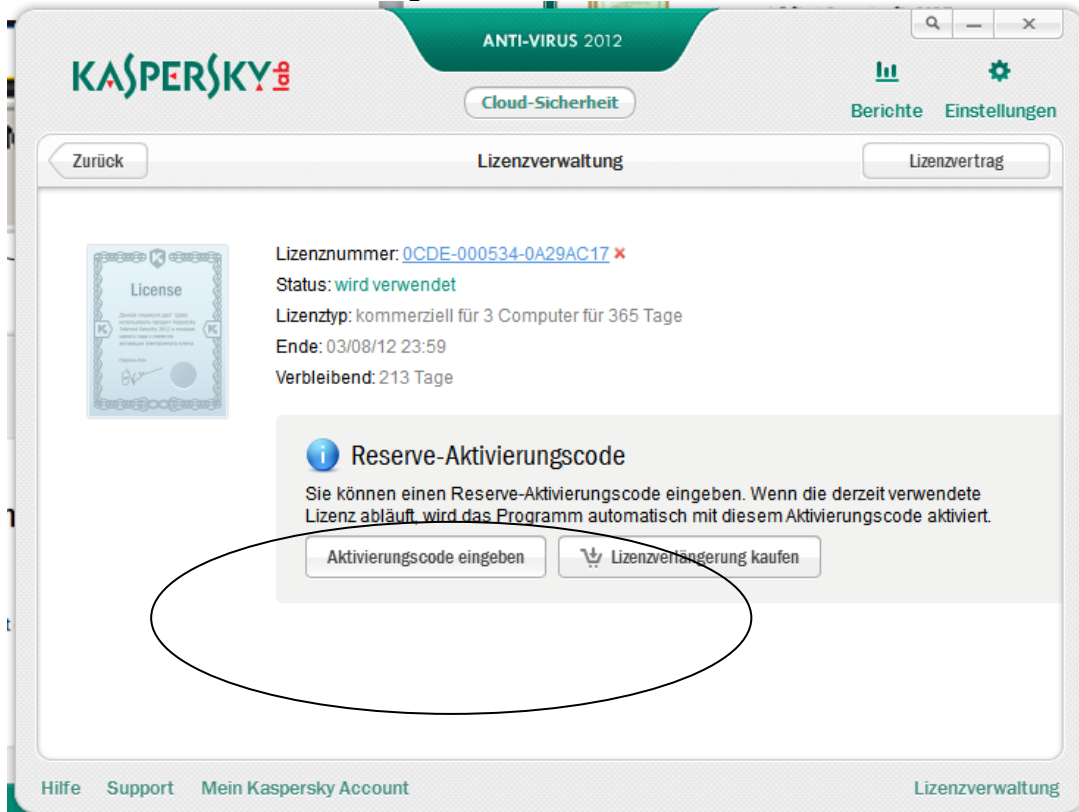 ANTI-VIRUS 2012
KASPERSKY lab
Cloud-Sicherheit
Berichte Einstellungen
Zurück
Lizenzverwaltung
Lizenzvertrag
License
Lizenznummer: 0CDE-000534-0A29AC17
Status: wird verwendet
Lizenztyp: kommerziell für 3 Computer für 365 Tage
Ende: 03/08/12 23:59
Verbleibend: 213 Tage
Reserve-Aktivierungscode
Sie können einen Reserve-Aktivierungscode eingeben. Wenn die derzeit verwendete
Lizenz abläuft, wird das Programm automatisch mit diesem Aktivierungscode aktiviert.
Aktivierungscode eingeben
Lizenzverlängerung kaufen
Hilfe Support Mein Kaspersky Account
Lizenzverwaltung